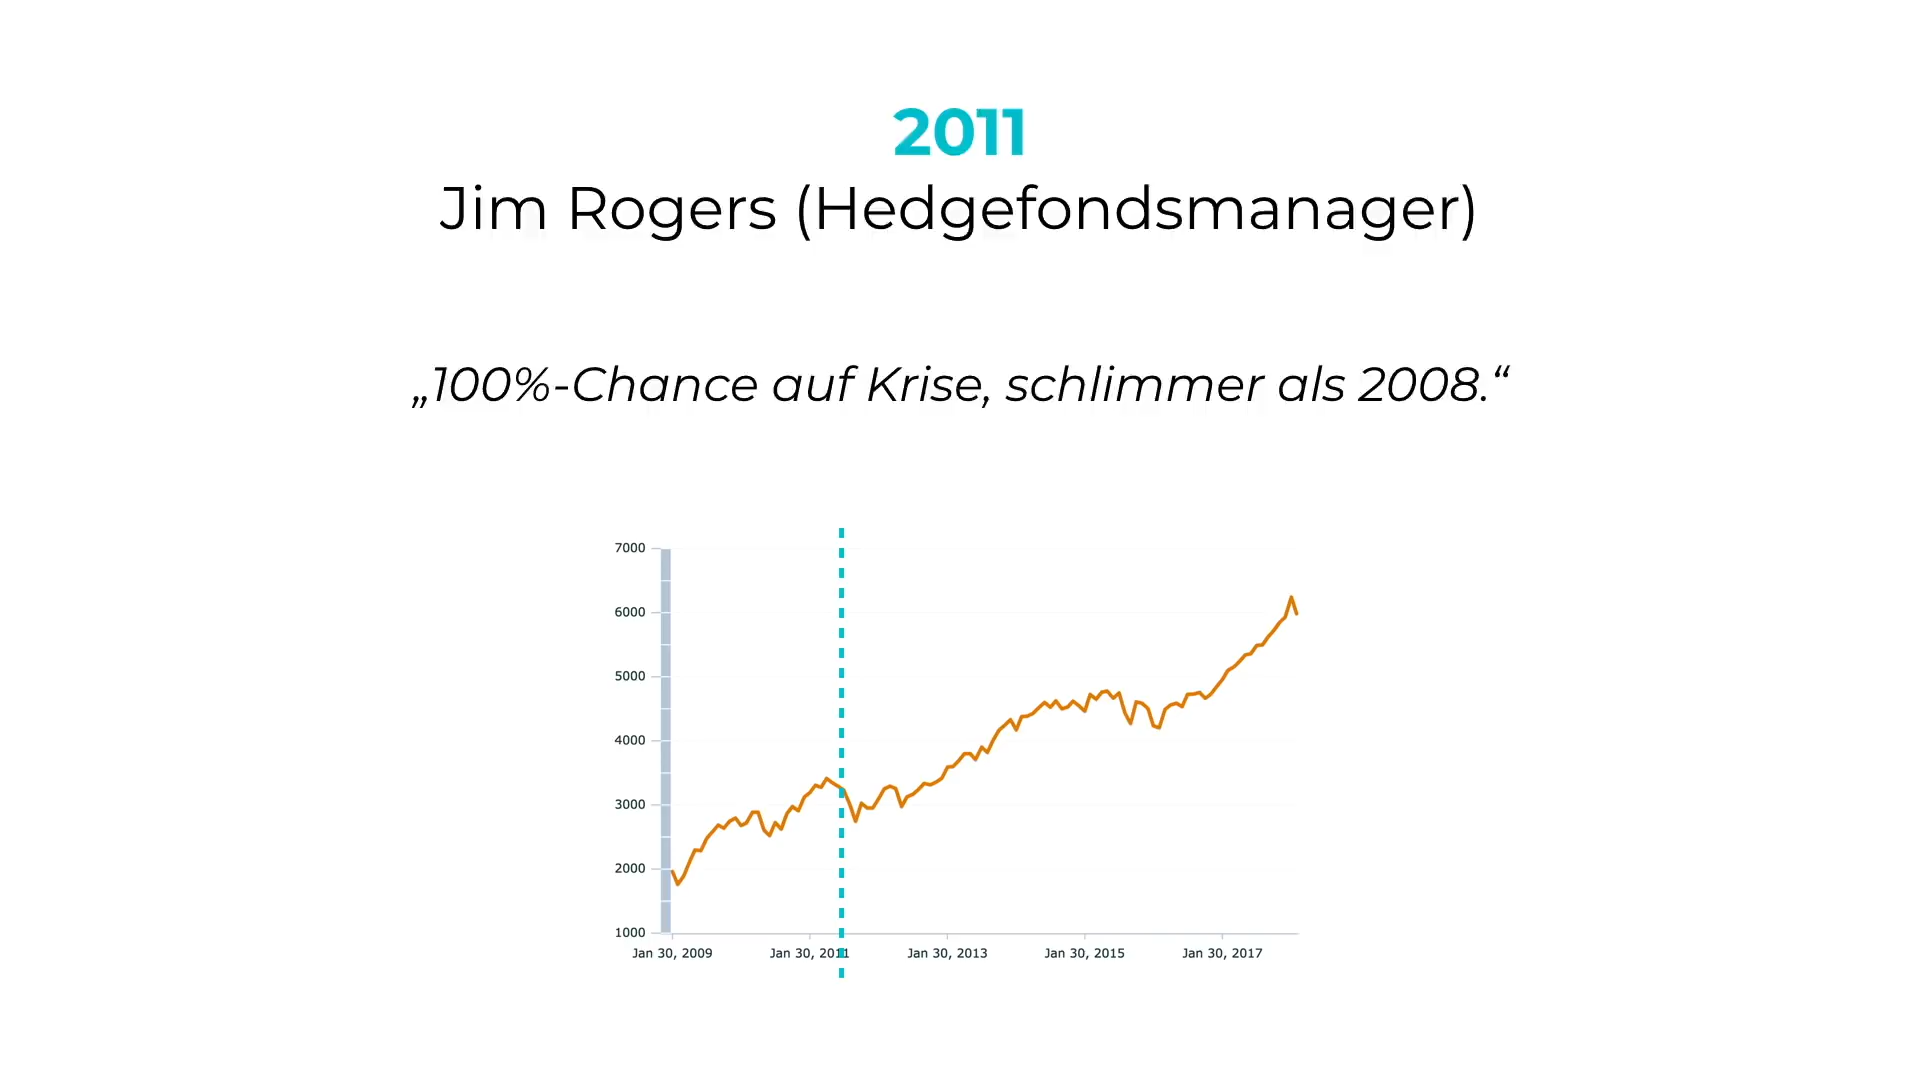 2011
Jim Rogers (Hedgefondsmanager)
„100%-Chance auf Krise, schlimmer als 2008.“
7000
6000
5000
4000
3000
2000
1000
Jan 30, 2009 Jan 30, 2011 Jan 30, 2013 Jan 30, 2015 Jan 30, 2017